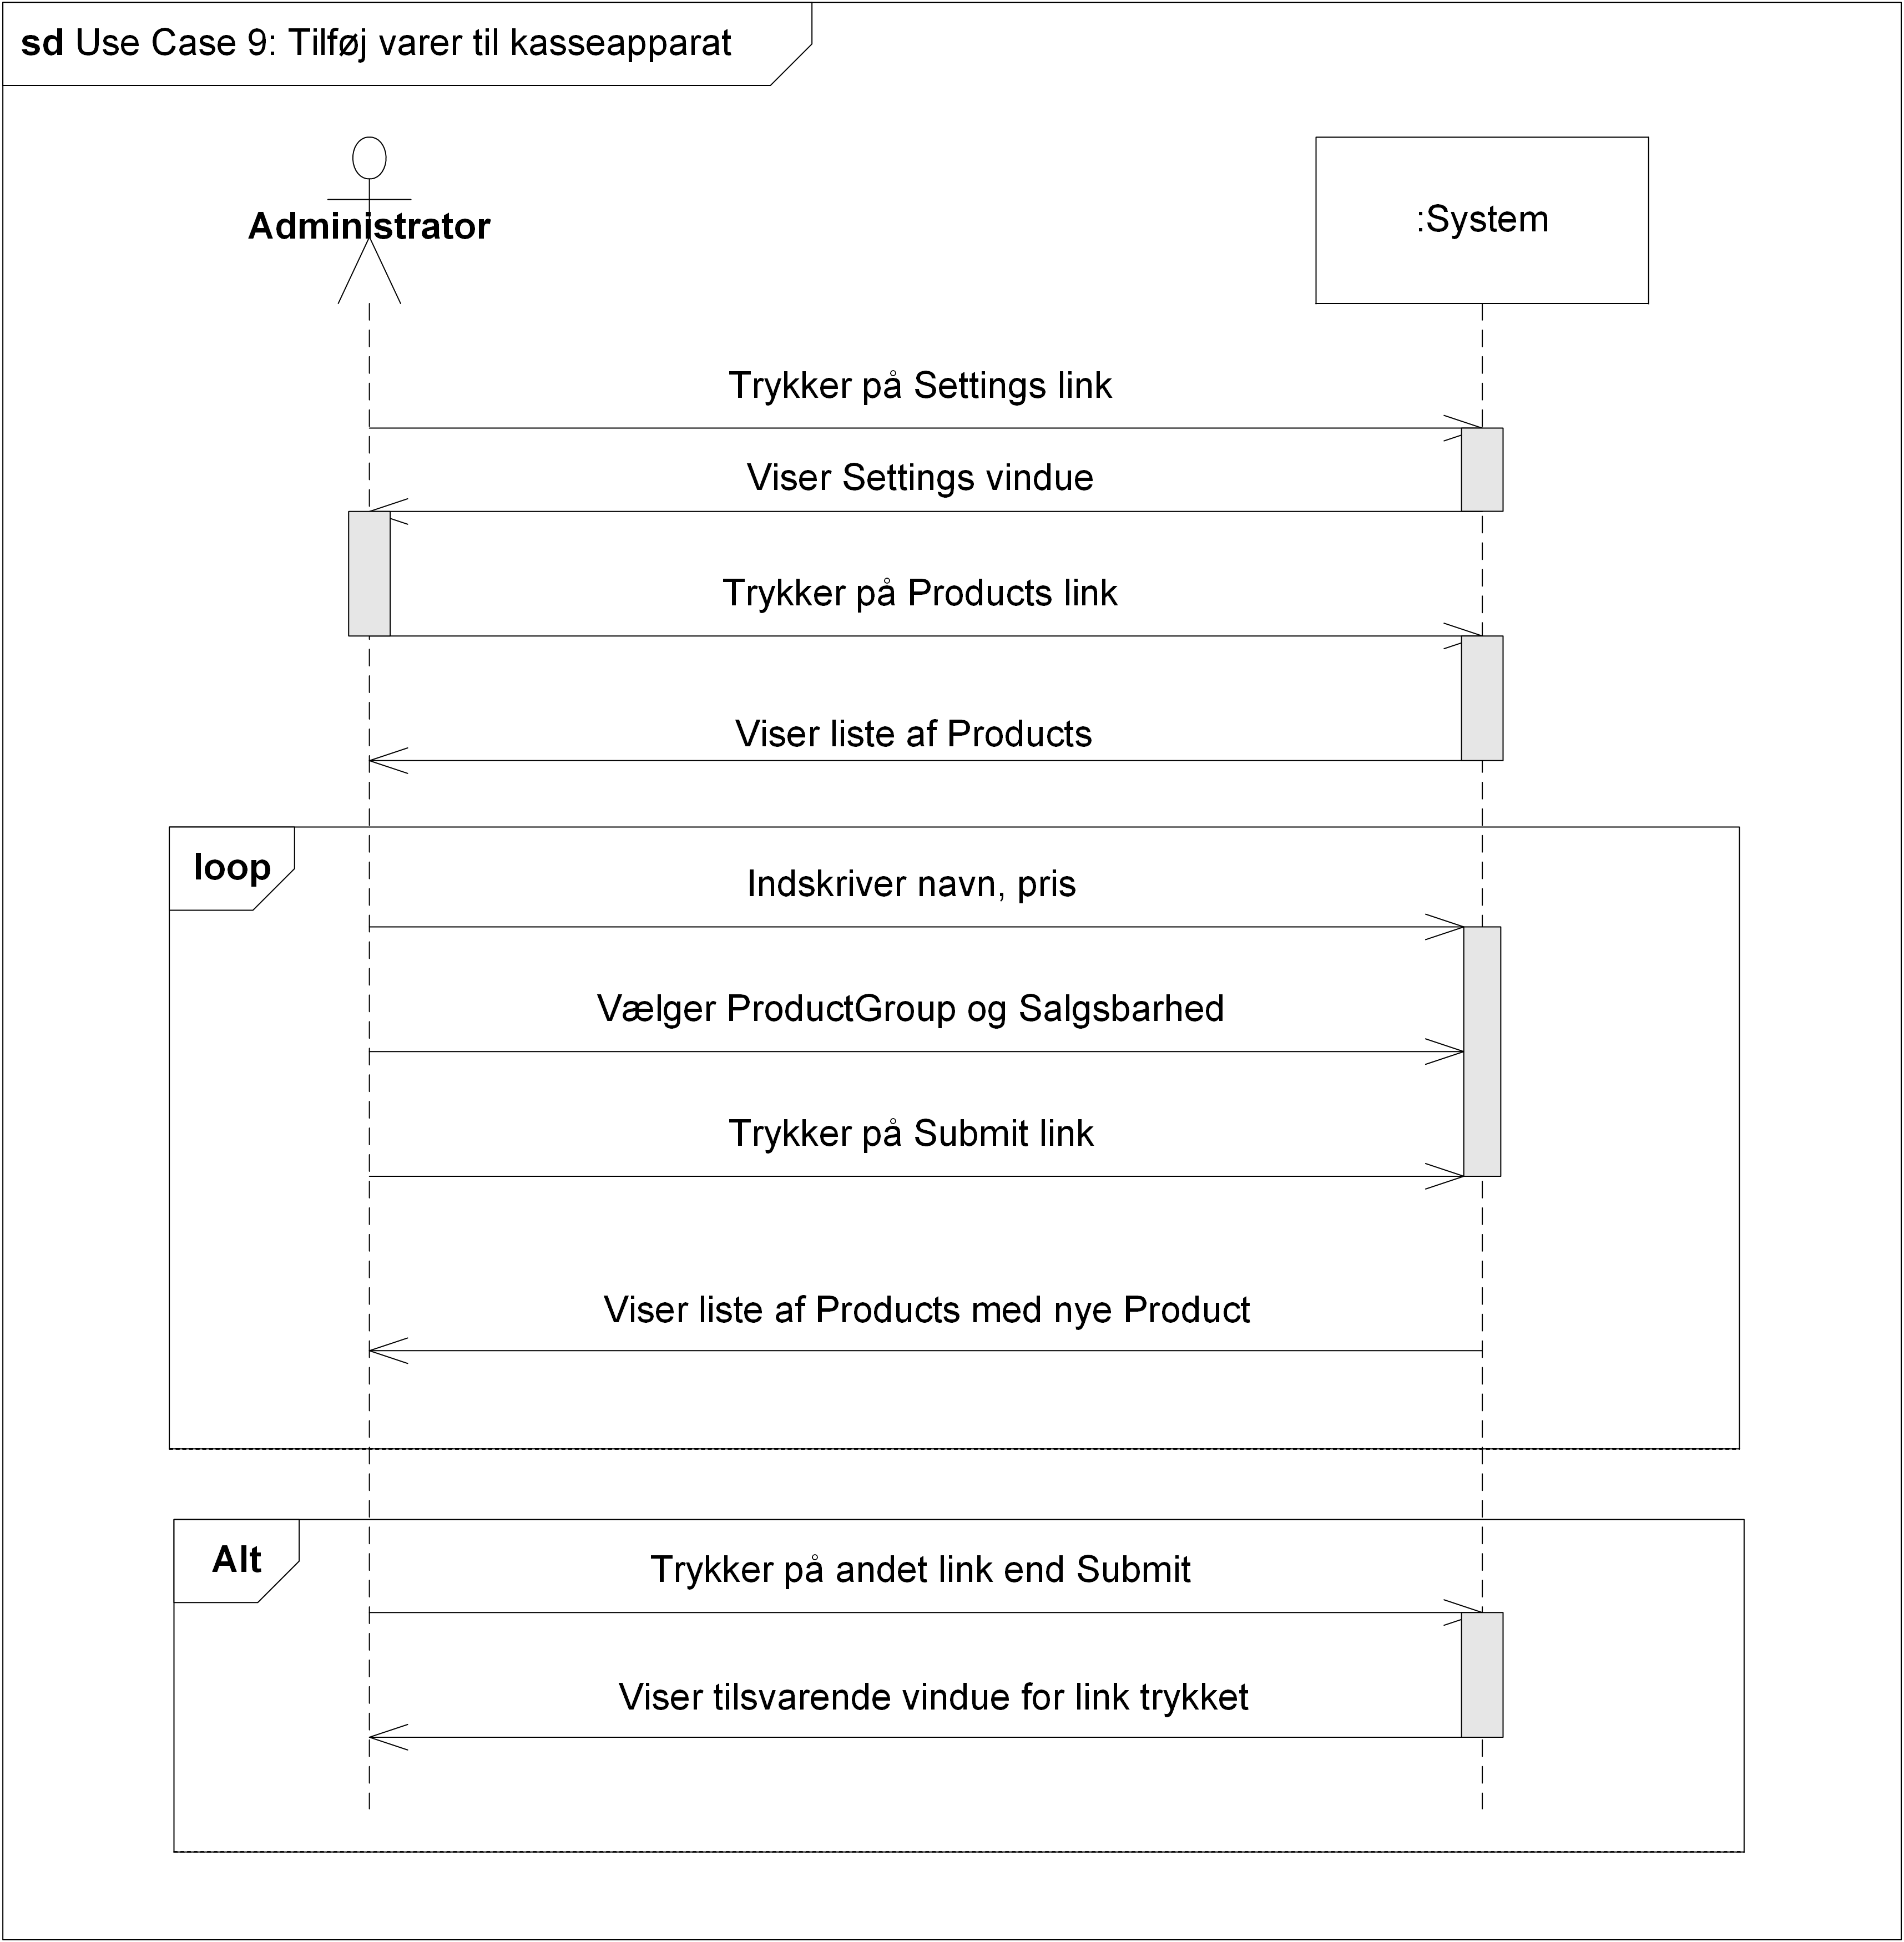 sd Use Case 9: Tilføj varer til kasseapparat
Administrator
:System
Trykker på Settings link
Viser Settings vindue
Trykker på Products link
Viser liste af Products
loop
Indskriver navn, pris
Vælger ProductGroup og Salgsbarhed
Trykker på Submit link
Viser liste af Products med nye Product
Alt
Trykker på andet link end Submit
Viser tilsvarende vindue for link trykket